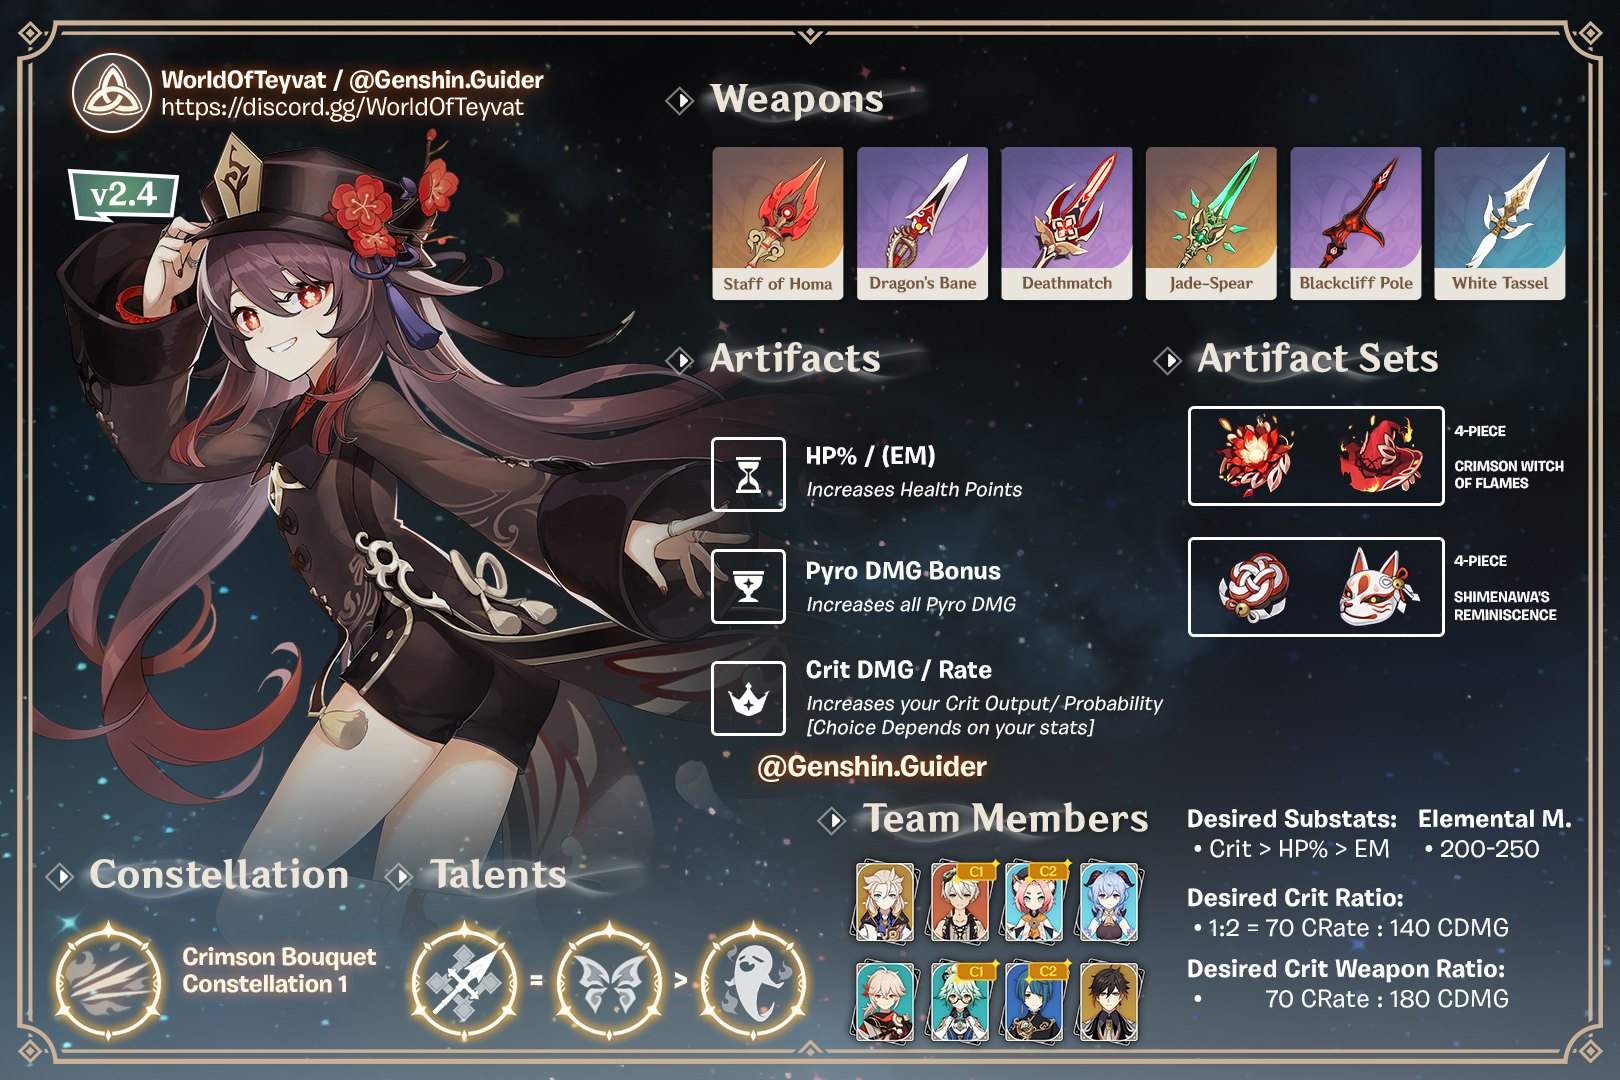 WorldOfTeyvat / @Genshin.Guider
https://discord.gg/WorldOfTeyvat
v2.4
Weapons
Staff of Homa
Dragon's Bane
Deathmatch
Jade-Spear
Blackcliff Pole
White Tassel
Artifacts
HP% / (EM)
Increases Health Points
Pyro DMG Bonus
Increases all Pyro DMG
Crit DMG / Rate
Increases your Crit Output/ Probability
[Choice Depends on your stats]
@Genshin.Guider
Artifact Sets
4-PIECE
CRIMSON WITCH
OF FLAMES
4-PIECE
SHIMENAWA'S
REMINISCENCE
Constellation
Crimson Bouquet
Constellation 1
Talents
= >
Team Members
C1
C2
C1
C2
Desired Substats:
• Crit > HP% > EM
Elemental M.
• 200-250
Desired Crit Ratio:
• 1:2 = 70 CRate : 140 CDMG
Desired Crit Weapon Ratio:
• 70 CRate : 180 CDMG